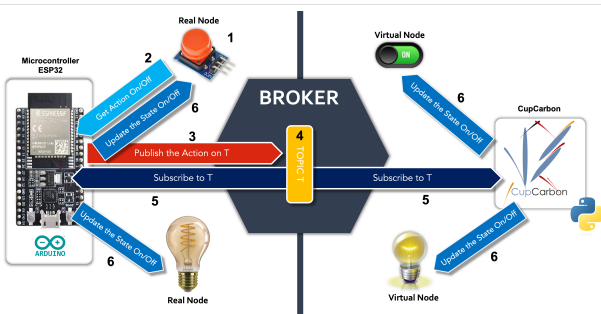 Real Node
1
Virtual Node
ON
Microcontroller
ESP32
2
Get Action On/Off
Update the State On/Off
6
6
Update the State On/Off
CupCarbon
BROKER
3
Publish the Action on T
4
TOPIC T
CupCarbon
Subscribe to T
Subscribe to T
5
5
Update the State On/Off
6
Update the State On/Off
6
ARDUINO
Real Node
Virtual Node